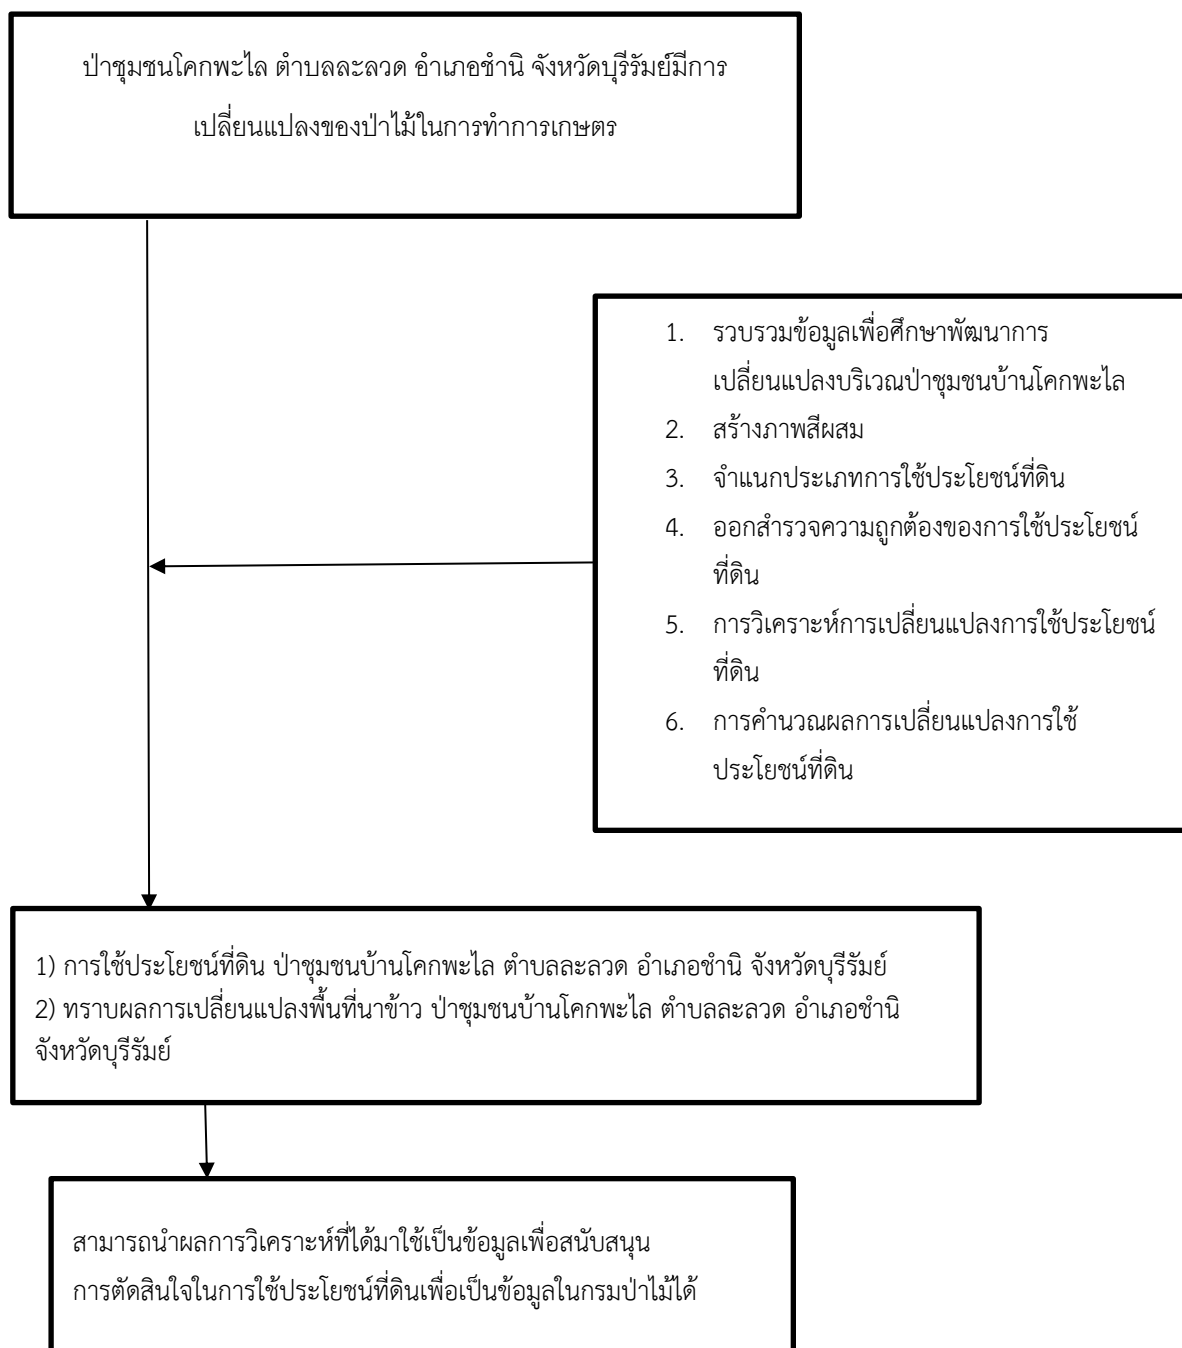 ป่าชุมชนโคกพะไล ตำบลละลวด อำเภอชำนิ จังหวัดบุรีรัมย์มีการ
เปลี่ยนแปลงของป่าไม้ในการทำการเกษตร
1. รวบรวมข้อมูลเพื่อศึกษาพัฒนาการ
เปลี่ยนแปลงบริเวณป่าชุมชนบ้านโคกพะไล
2. สร้างภาพสีผสม
3. จำแนกประเภทการใช้ประโยชน์ที่ดิน
4. ออกสำรวจความถูกต้องของการใช้ประโยชน์
ที่ดิน
5. การวิเคราะห์การเปลี่ยนแปลงการใช้ประโยชน์
ที่ดิน
6. การคำนวณผลการเปลี่ยนแปลงการใช้
ประโยชน์ที่ดิน
1) การใช้ประโยชน์ที่ดิน ป่าชุมชนบ้านโคกพะไล ตำบลละลวด อำเภอชำนิ จังหวัดบุรีรัมย์
2) ทราบผลการเปลี่ยนแปลงพื้นที่นาข้าว ป่าชุมชนบ้านโคกพะไล ตำบลละลวด อำเภอชำนิ
จังหวัดบุรีรัมย์
สามารถนำผลการวิเคราะห์ที่ได้มาใช้เป็นข้อมูลเพื่อสนับสนุน
การตัดสินใจในการใช้ประโยชน์ที่ดินเพื่อเป็นข้อมูลในกรมป่าไม้ได้